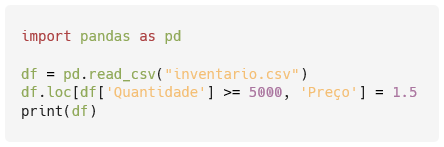 import pandas as pd
df = pd.read_csv("inventario.csv")
df.loc[df['Quantidade'] >= 5000, 'Preço'] = 1.5
print(df)